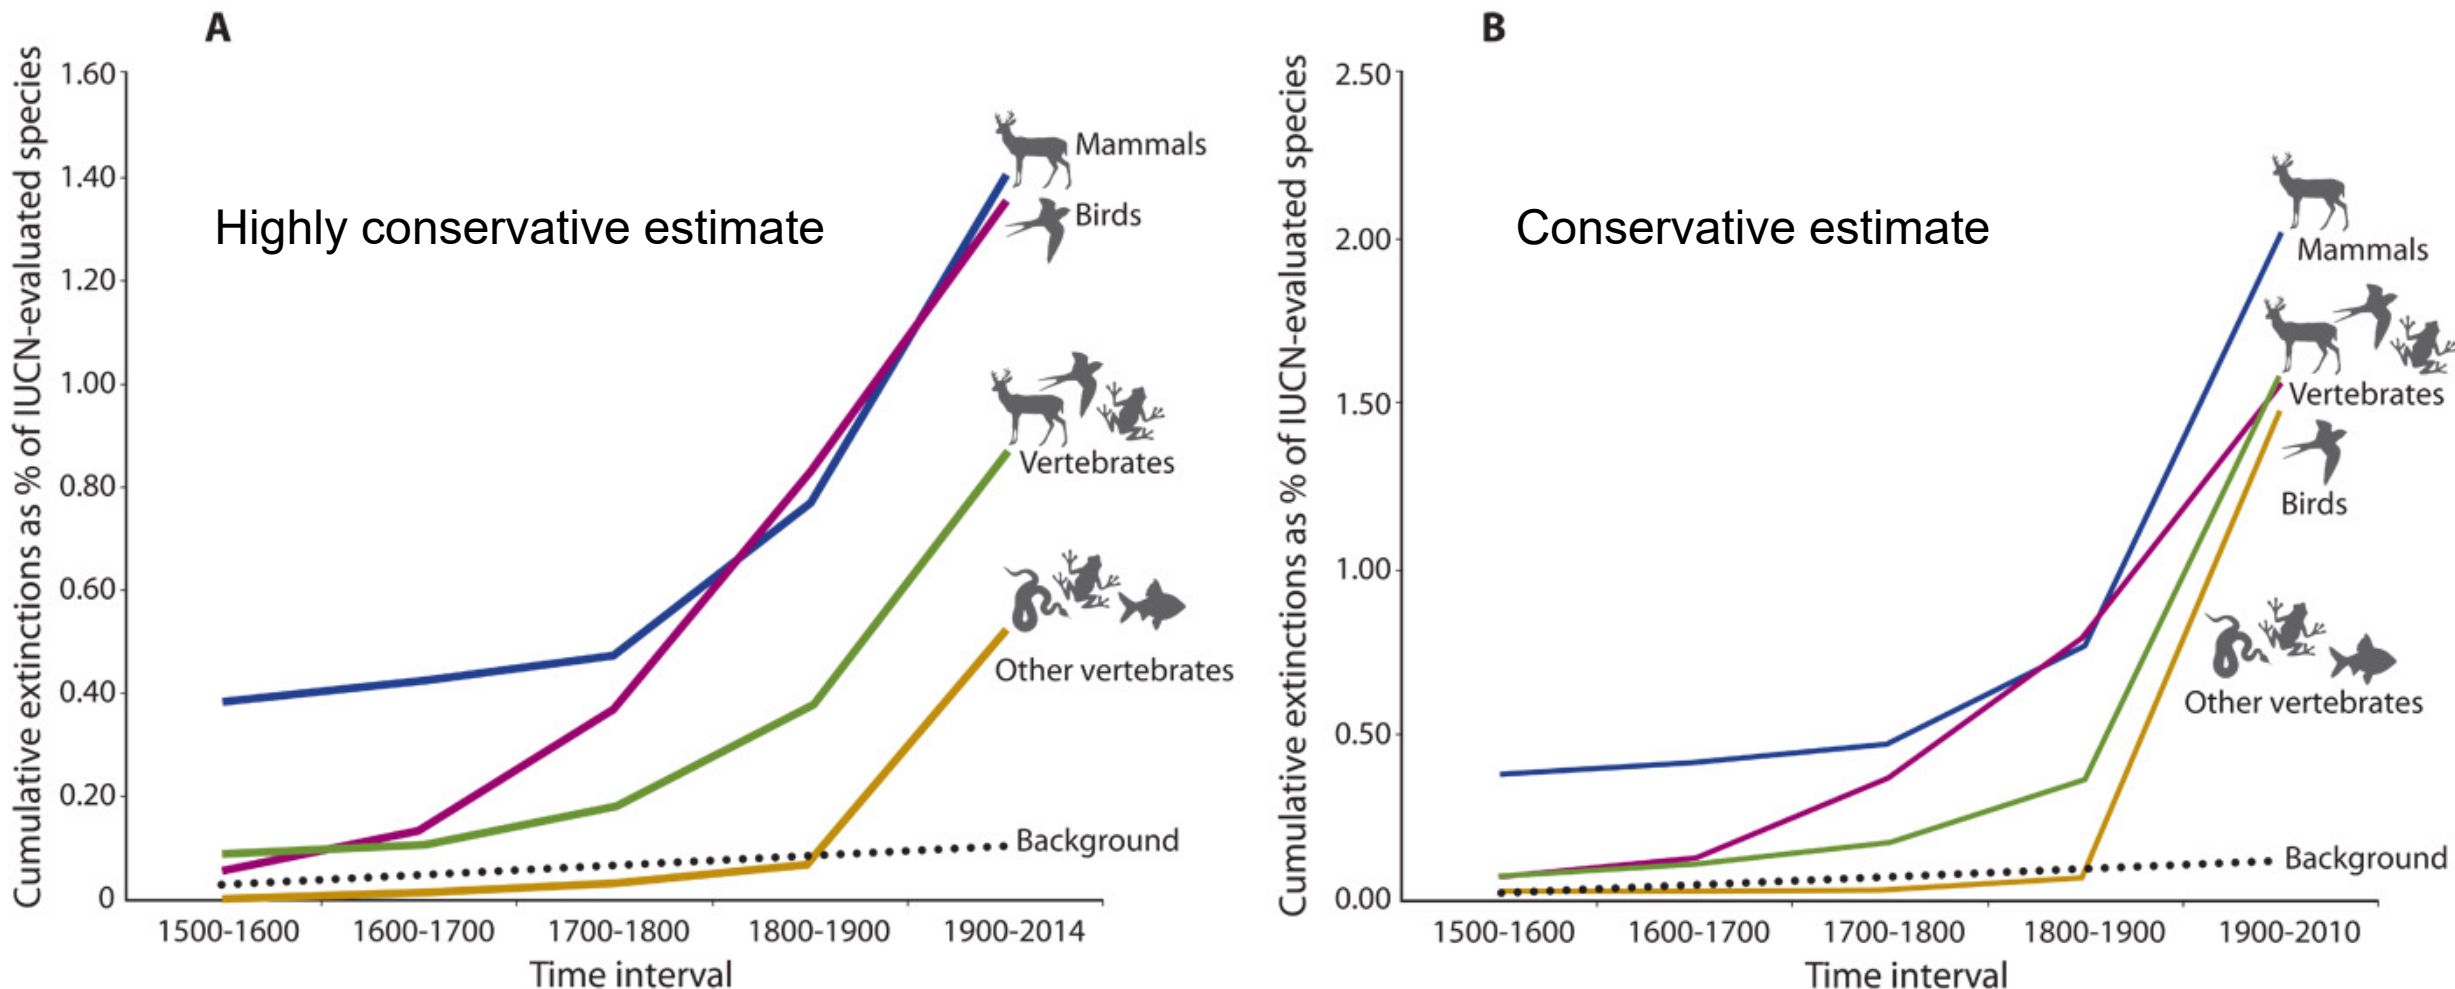 A
Cumulative extinctions as % of IUCN-evaluated species
1.60
1.40
1.20
1.00
0.80
0.60
0.40
0.20
0
Highly conservative estimate
Mammals
Birds
Vertebrates
Other vertebrates
Background
1500-1600 1600-1700 1700-1800 1800-1900 1900-2014
Time interval
B
Cumulative extinctions as % of IUCN-evaluated species
2.50
2.00
1.50
1.00
0.50
0.00
Conservative estimate
Mammals
Vertebrates
Birds
Other vertebrates
Background
1500-1600 1600-1700 1700-1800 1800-1900 1900-2010
Time interval